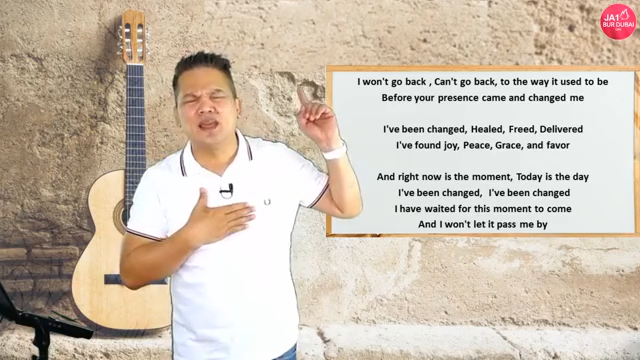 JA1
BUR DUBAI
I won't go back , Can't go back, to the way it used to be
Before your presence came and changed me
I've been changed, Healed, Freed, Delivered
I've found joy, Peace, Grace, and favor
And right now is the moment, Today is the day
I've been changed, I've been changed
I have waited for this moment to come
And I won't let it pass me by